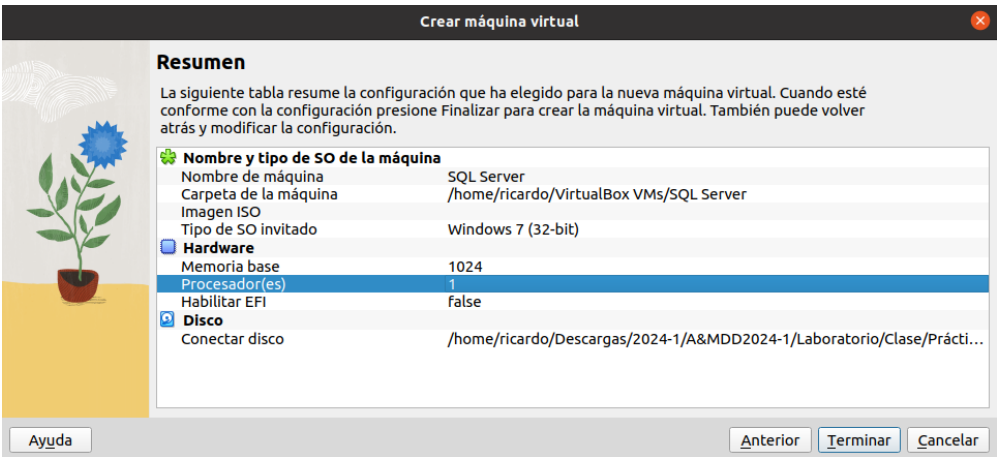 Crear máquina virtual
Resumen
La siguiente tabla resume la configuración que ha elegido para la nueva máquina virtual. Cuando esté
conforme con la configuración presione Finalizar para crear la máquina virtual. También puede volver
atrás y modificar la configuración.
Nombre y tipo de SO de la máquina
Nombre de máquina SQL Server
Carpeta de la máquina /home/ricardo/VirtualBox VMs/SQL Server
Imagen ISO
Tipo de SO invitado Windows 7 (32-bit)
Hardware
Memoria base 1024
Procesador(es) 1
Habilitar EFI false
Disco
Conectar disco /home/ricardo/Descargas/2024-1/A&MDD2024-1/Laboratorio/Clase/Prácti...
Ayuda Anterior Terminar Cancelar